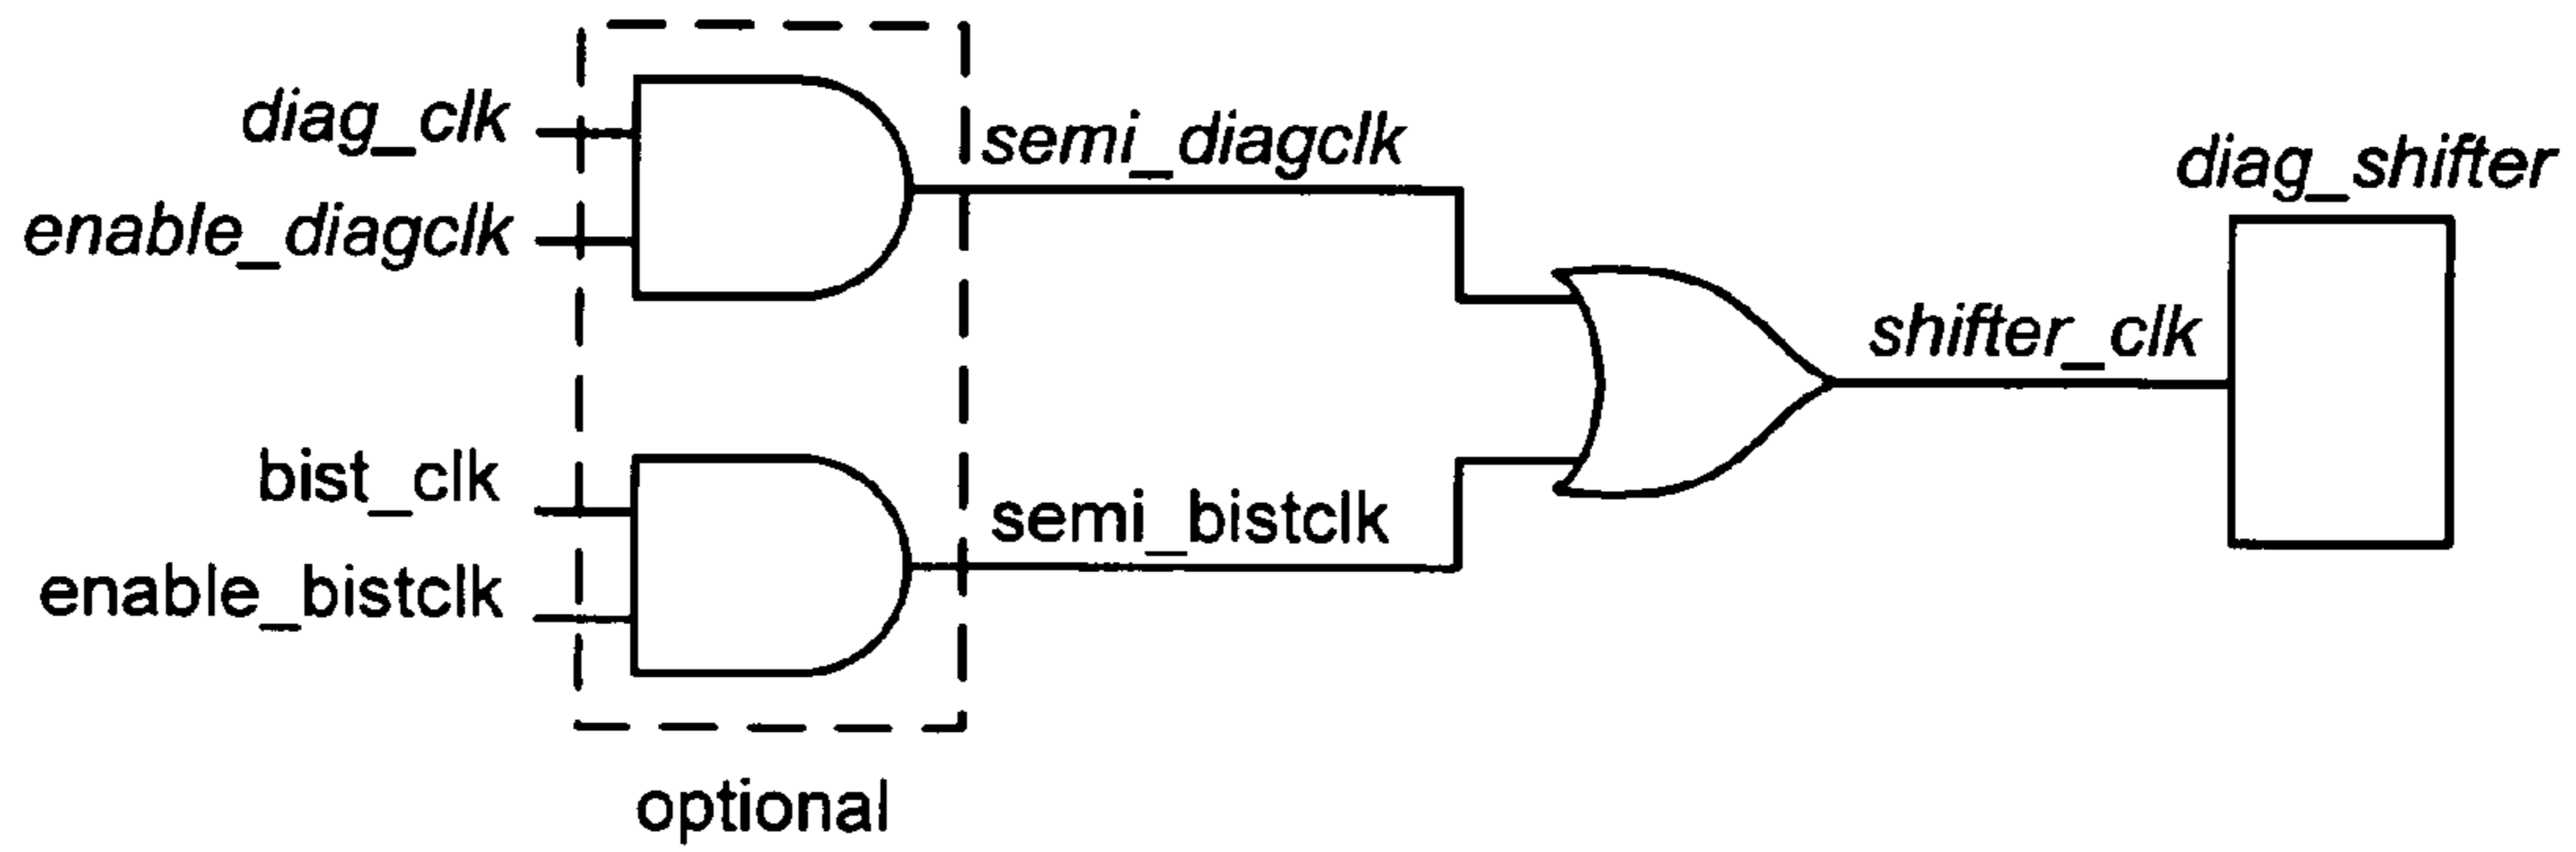 diag_clk
enable_diagclk
semi_diagclk
diag_shifter
shifter_clk
bist_clk
enable_bistclk
semi_bistclk
optional